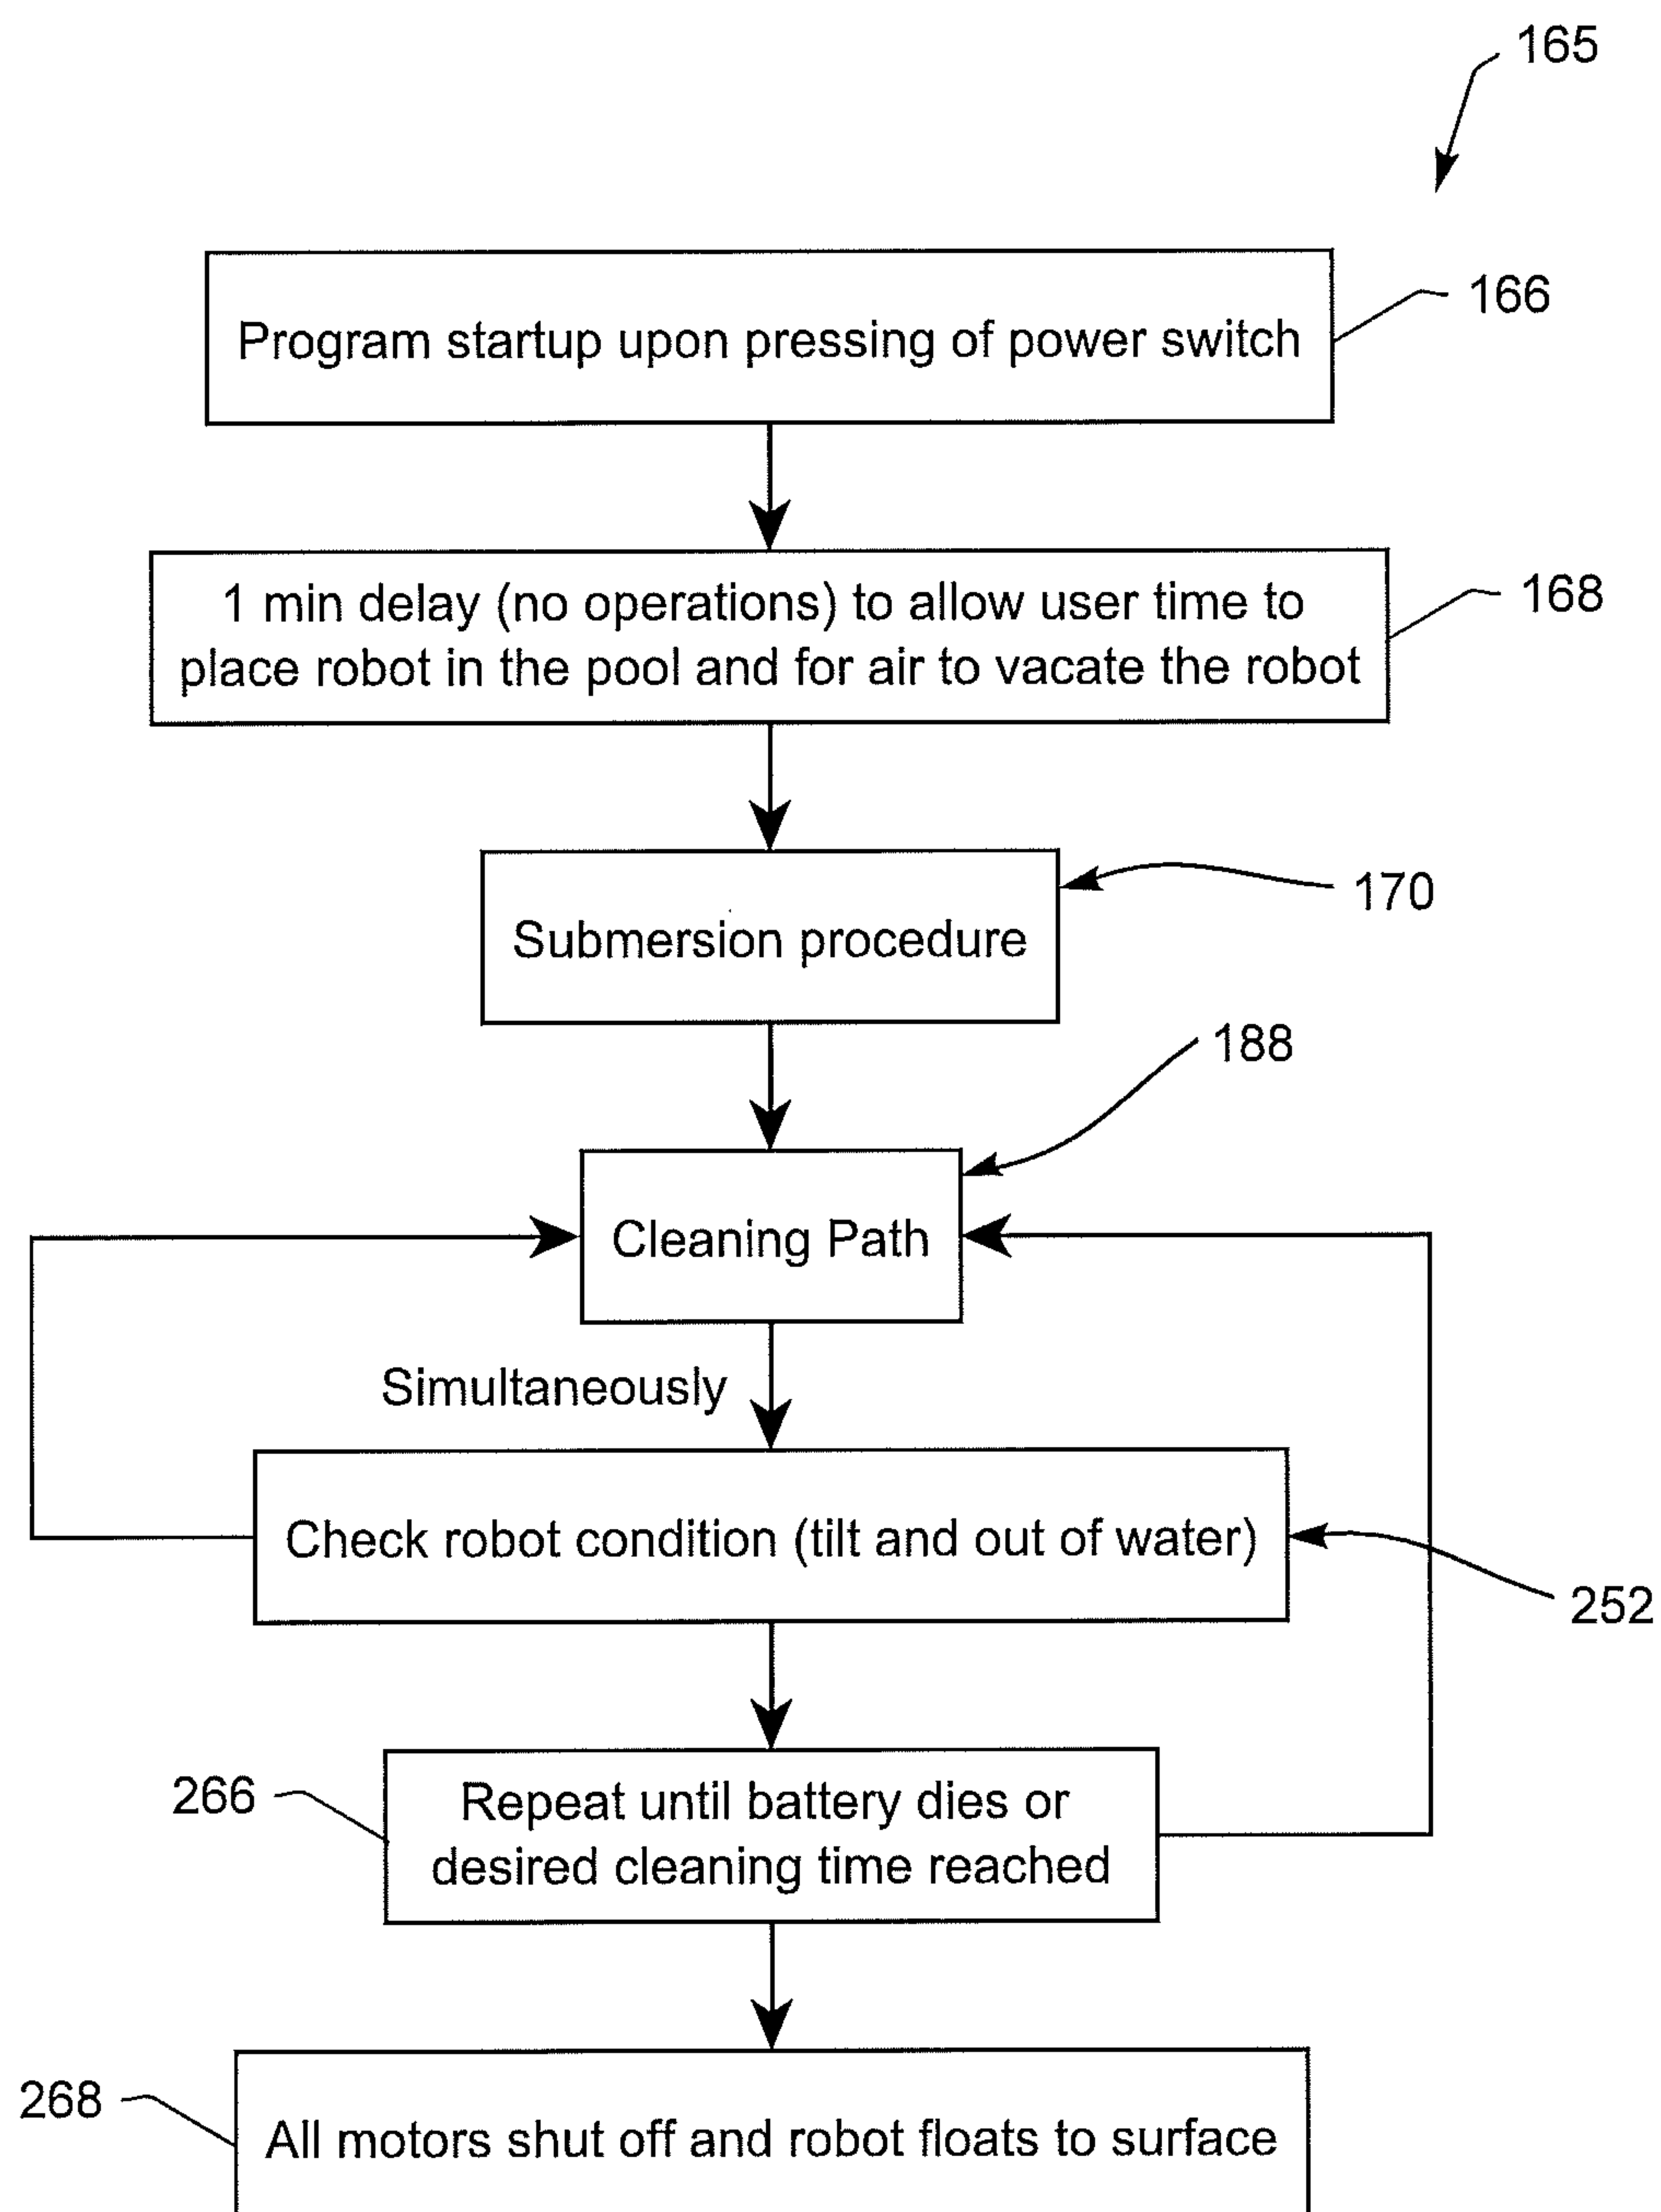 165
Program startup upon pressing of power switch
166
1 min delay (no operations) to allow user time to
place robot in the pool and for air to vacate the robot
168
Submersion procedure
170
188
Cleaning Path
Simultaneously
Check robot condition (tilt and out of water)
252
266
Repeat until battery dies or
desired cleaning time reached
268
All motors shut off and robot floats to surface